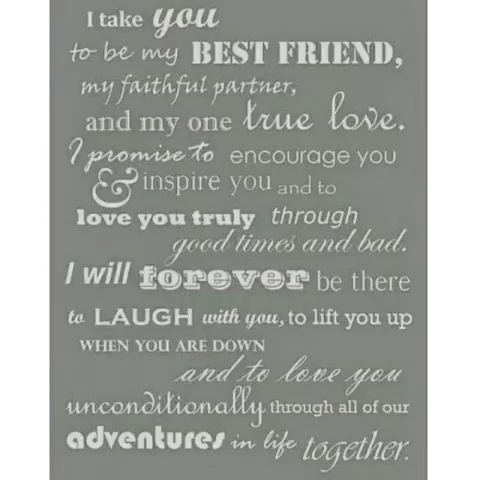 I take you
to be my BEST FRIEND,
my faithful partner,
and my one true love.
I promise to encourage you
& inspire you and to
love you truly through
good times and bad.
I will forever be there
to LAUGH with you, to lift you up
WHEN YOU ARE DOWN
and to love you
unconditionally through all of our
adventures in life together.